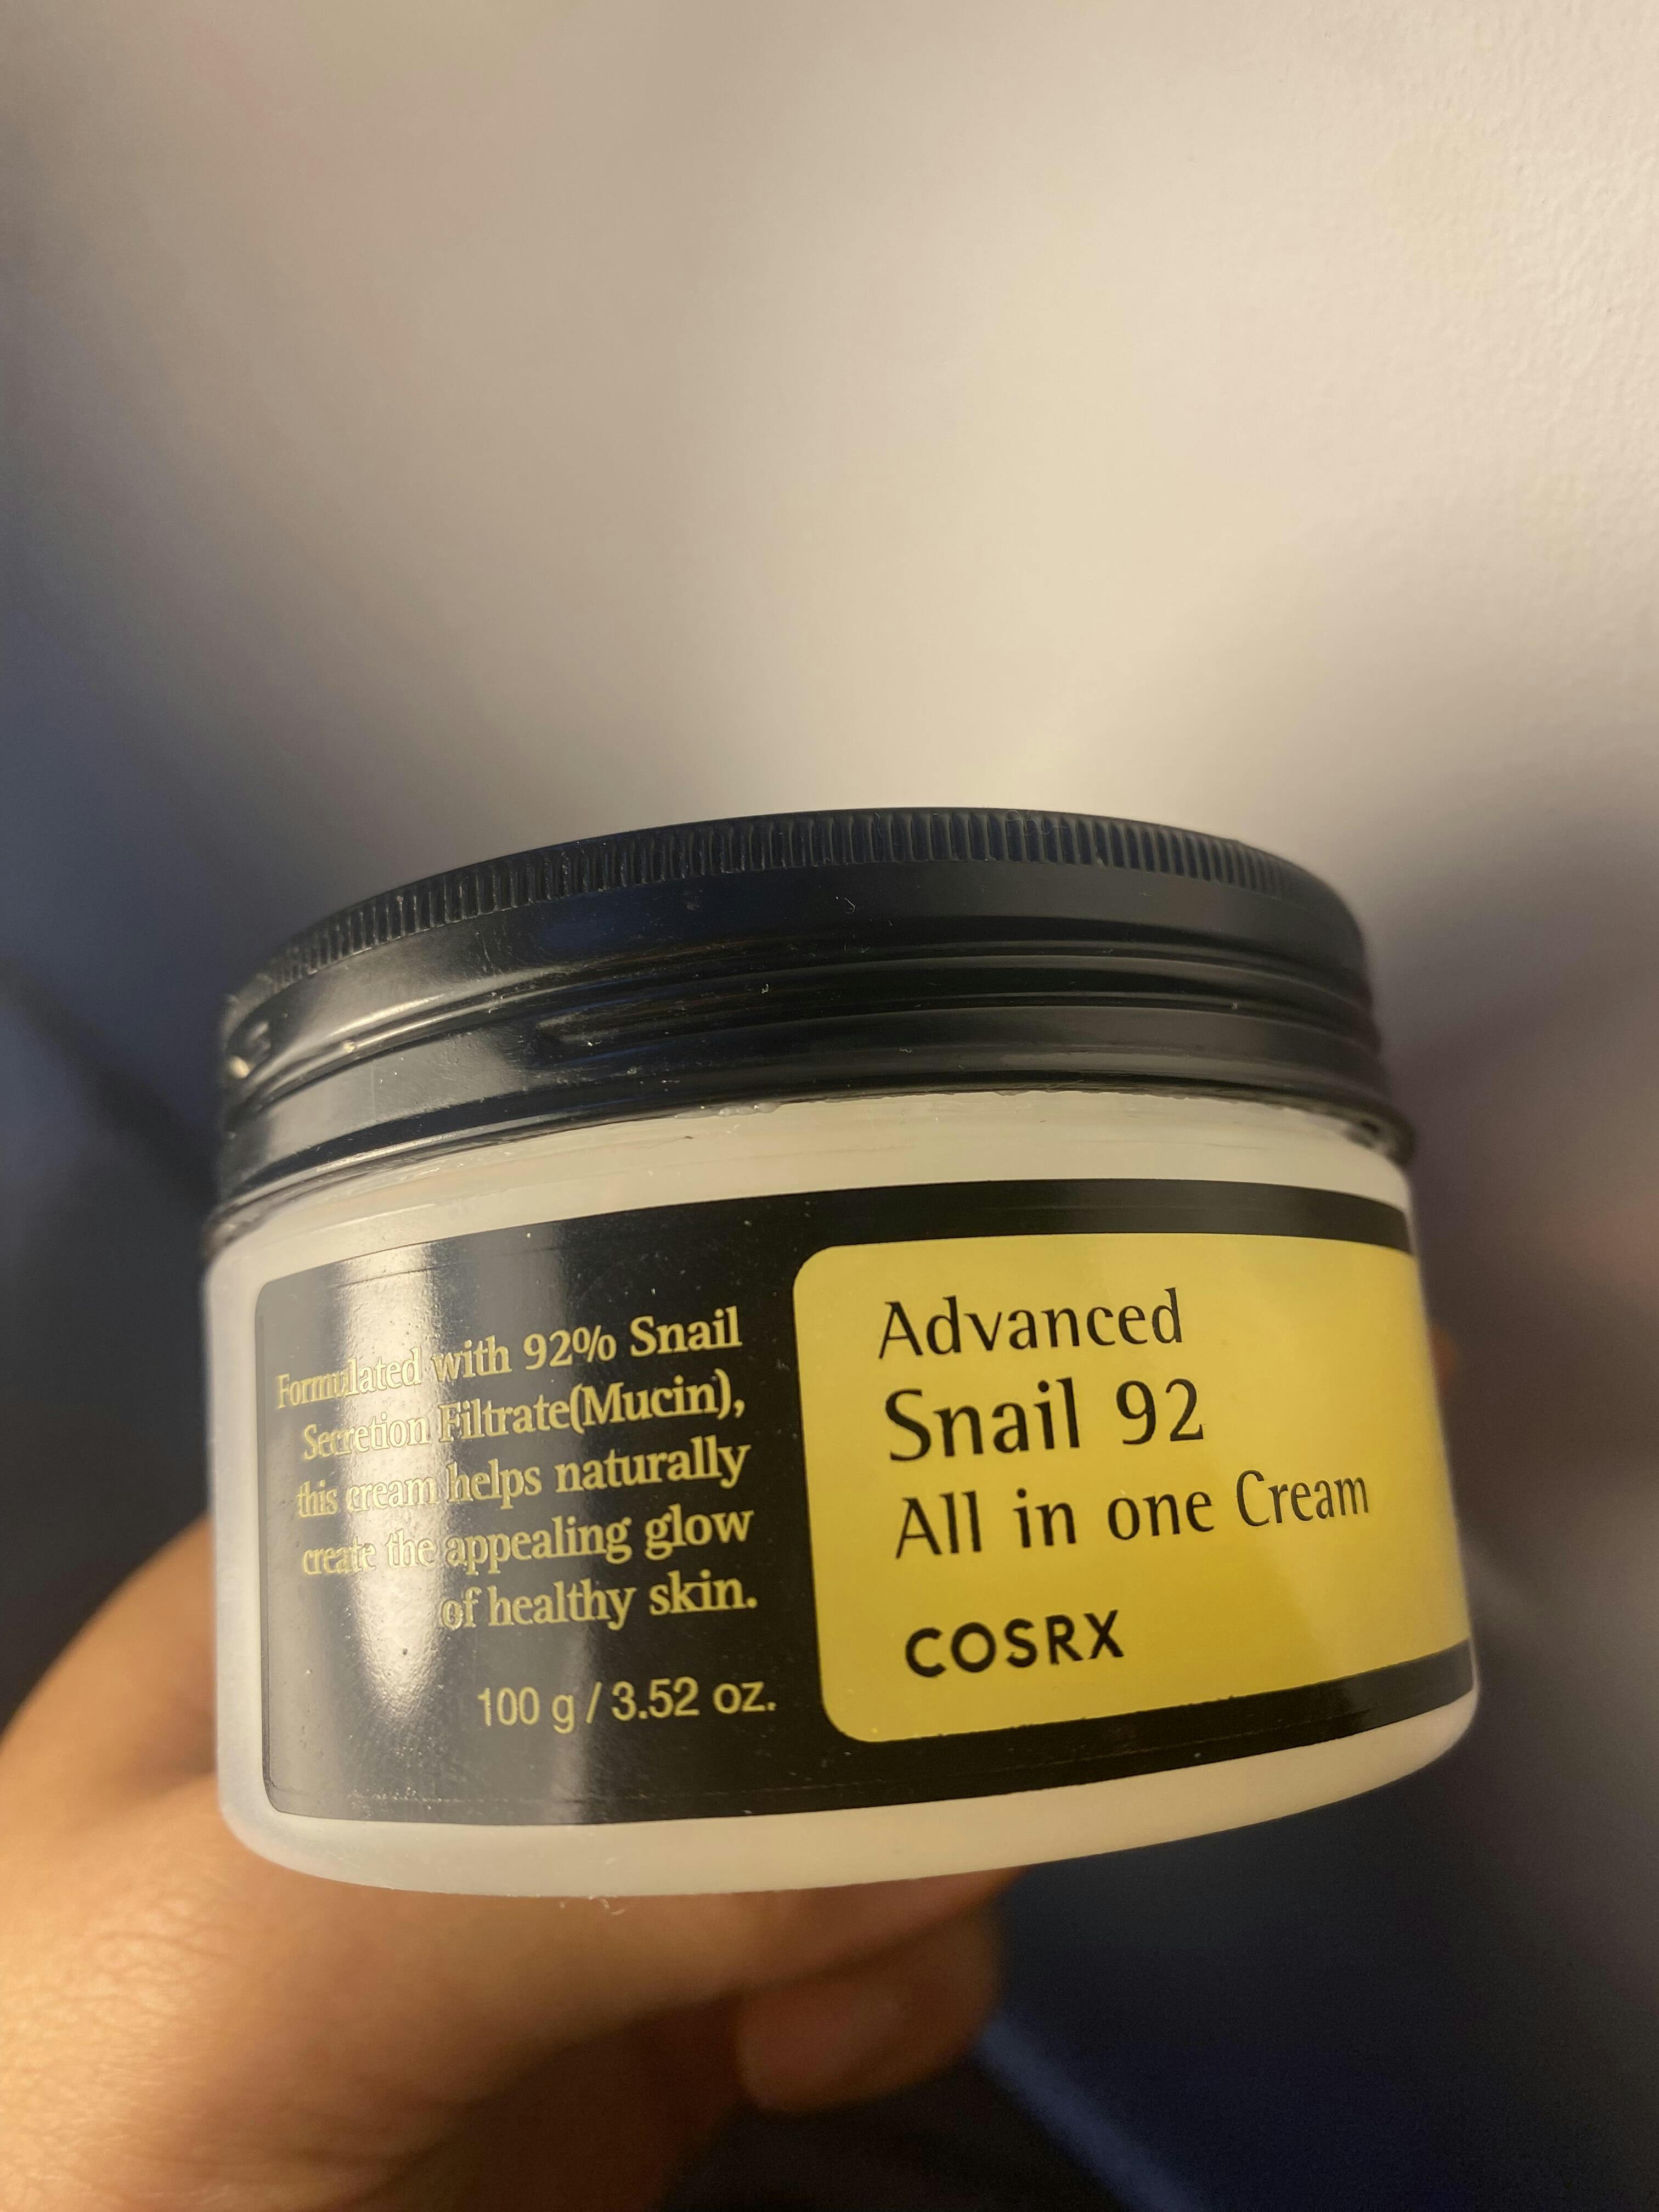 Formulated with 92% Snail
Secretion Filtrate(Mucin),
this cream helps naturally
create the appealing glow
of healthy skin.
100 g / 3.52 oz.
Advanced
Snail 92
All in one Cream
COSRX